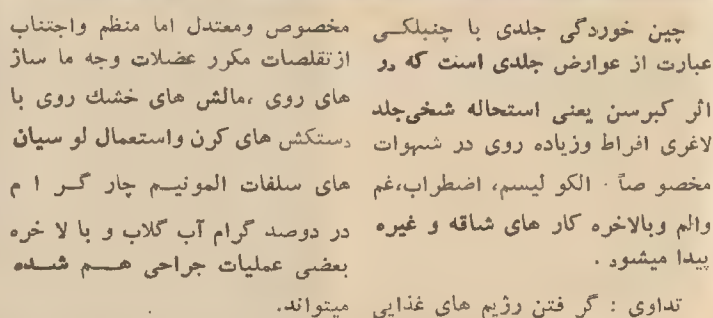 چین خوردگی جلدی با چنبلکی
عبارت از عوارض جلدی است که در
اثر کبرسن یعنی استحاله شخی جلد
لاغری افراط وزیاده روی در شهوات
مخصو صاً . الکو لیسم، اضطراب،غم
والم وبالاخره کار های شاقه و غیره
پیدا میشود .
تداوی : گر فتن رژیم های غذایی
مخصوص ومعتدل اما منظم واجتناب
ازتقلصات مکرر عضلات وجه ما ساژ
های روی ،مالش های خشك روی با
دستکش های کرن واستعمال لو سیان
های سلفات المونیـم چار گـر ا م
در دوصد گرام آب گلاب و با لا خره
بعضی عملیات جراحی هـم شـده
میتواند.